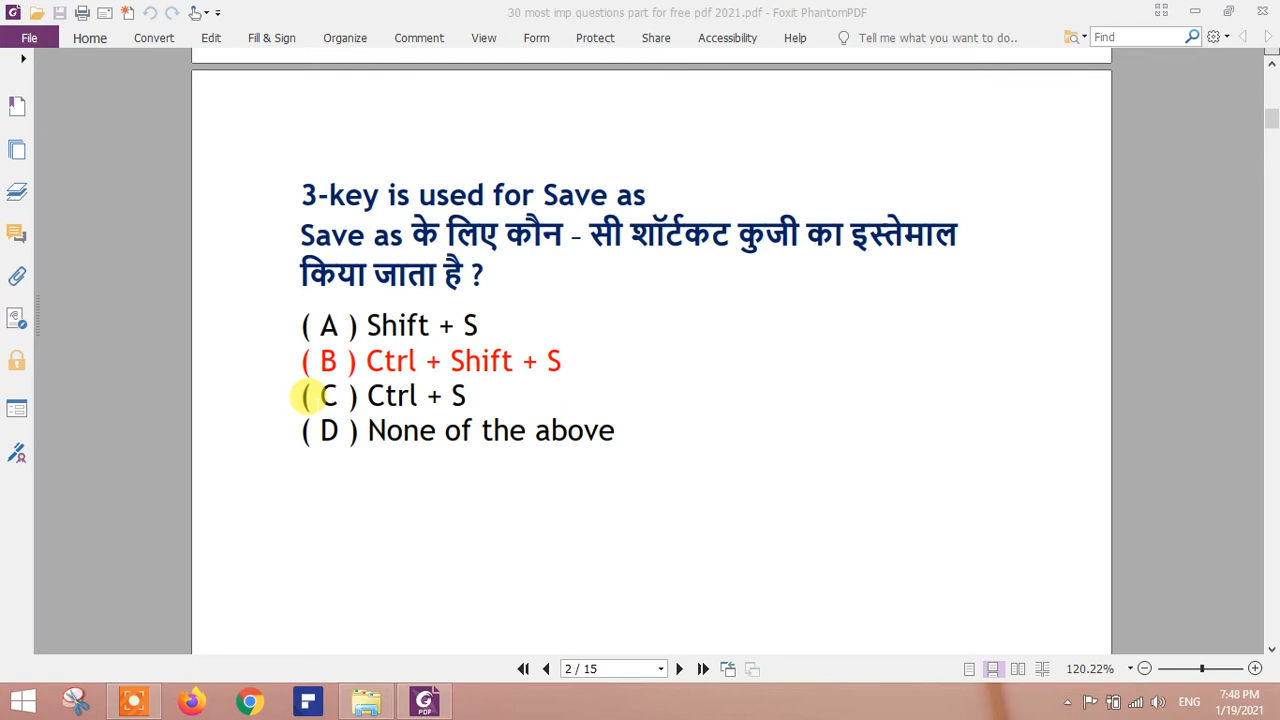 30 most imp questions part for free pdf 2021.pdf - Foxit PhantomPDF
File Home Convert Edit Fill & Sign Organize Comment View Form Protect Share Accessibility Help Tell me what you want to do.. Find
3-key is used for Save as
Save as के लिए कौन - सी शॉर्टकट कुजी का इस्तेमाल
किया जाता है ?
( A ) Shift + S
( B ) Ctrl + Shift + S
( C ) Ctrl + S
( D ) None of the above
2 / 15 120.22%
PDF ENG 7:48 PM
1/19/2021